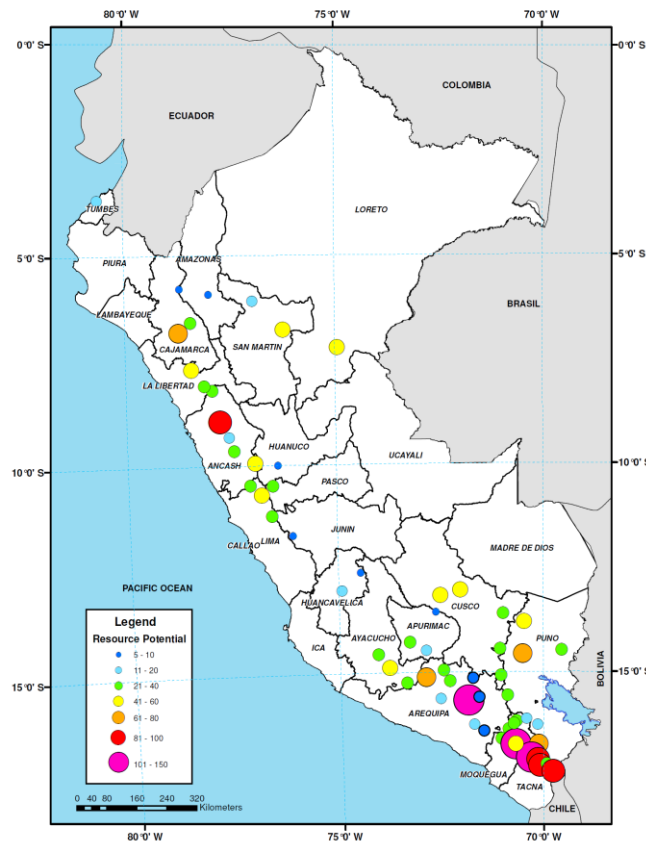 80°0' W
75°0' W
70°0' W
0°0' S
0°0' S
COLOMBIA
ECUADOR
TUMBES
LORETO
PIURA
AMAZONAS
5°0' S
5°0' S
BRASIL
LAMBAYEQUE
CAJAMARCA
SAN MARTIN
LA LIBERTAD
HUANUCO
UCAYALI
ANCASH
10°0' S
10°0' S
PASCO
JUNIN
LIMA
CALLAO
MADRE DE DIOS
PACIFIC OCEAN
HUANCAVELICA
CUSCO
APURIMAC
ICA
AYACUCHO
PUNO
BOLIVIA
15°0' S
15°0' S
AREQUIPA
MOQUEGUA
TACNA
CHILE
Legend
Resource Potential
5 - 10
11 - 20
21 - 40
41 - 60
61 - 80
81 - 100
101 - 150
0 40 80 160 240 320
Kilometers
80°0' W
75°0' W
70°0' W